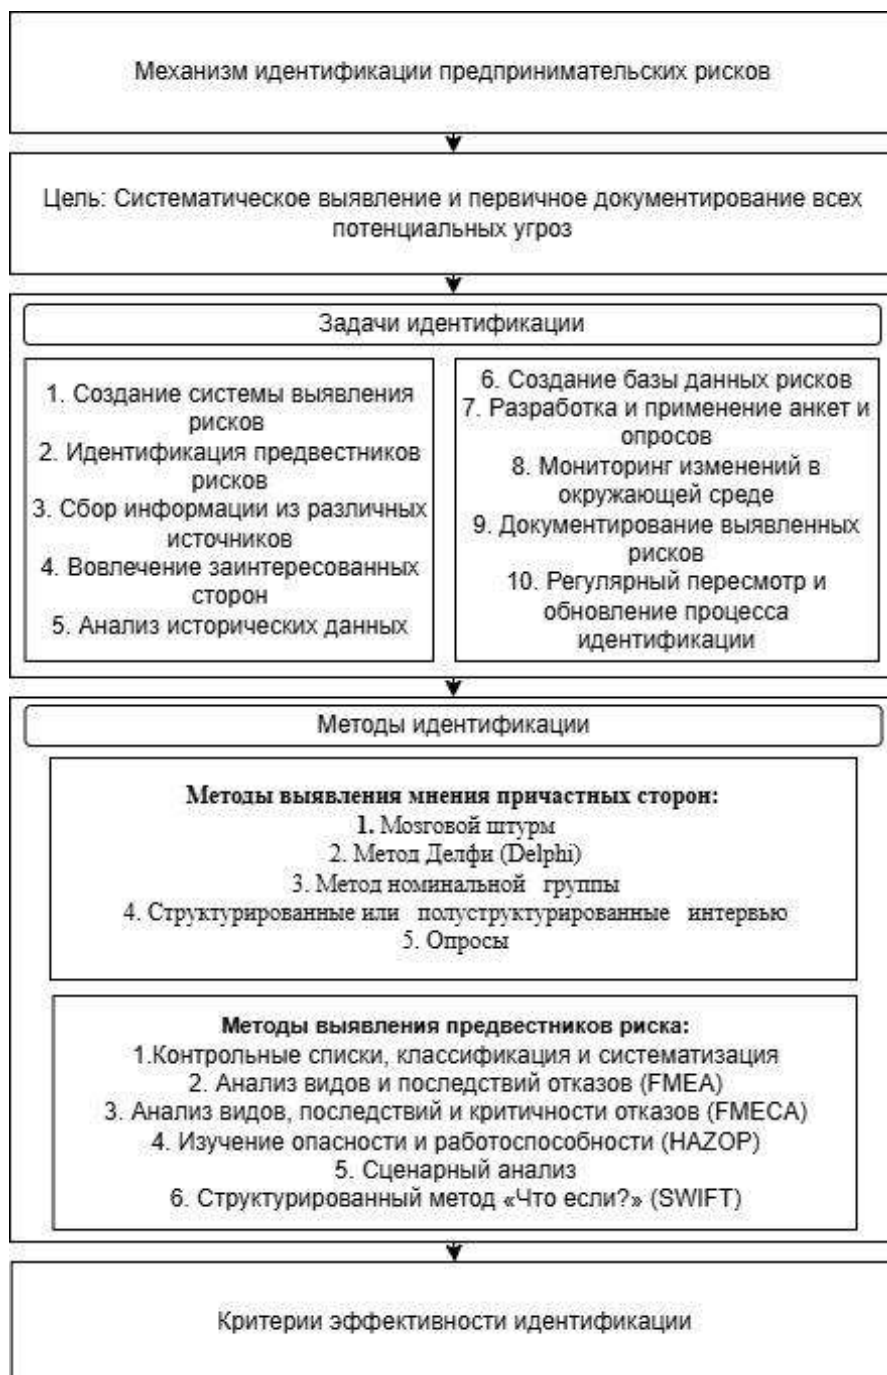 Механизм идентификации предпринимательских рисков
Цель: Систематическое выявление и первичное документирование всех
потенциальных угроз
Задачи идентификации
1. Создание системы выявления
рисков
2. Идентификация предвестников
рисков
3. Сбор информации из различных
источников
4. Вовлечение заинтересованных
сторон
5. Анализ исторических данных
6. Создание базы данных рисков
7. Разработка и применение анкет и
опросов
8. Мониторинг изменений в
окружающей среде
9. Документирование выявленных
рисков
10. Регулярный пересмотр и
обновление процесса
идентификации
Методы идентификации
Методы выявления мнения причастных сторон:
1. Мозговой штурм
2. Метод Делфи (Delphi)
3. Метод номинальной группы
4. Структурированные или полуструктурированные интервью
5. Опросы
Методы выявления предвестников риска:
1.Контрольные списки, классификация и систематизация
2. Анализ видов и последствий отказов (FMEA)
3. Анализ видов, последствий и критичности отказов (FMECA)
4. Изучение опасности и работоспособности (HAZOP)
5. Сценарный анализ
6. Структурированный метод «Что если?» (SWIFT)
Критерии эффективности идентификации